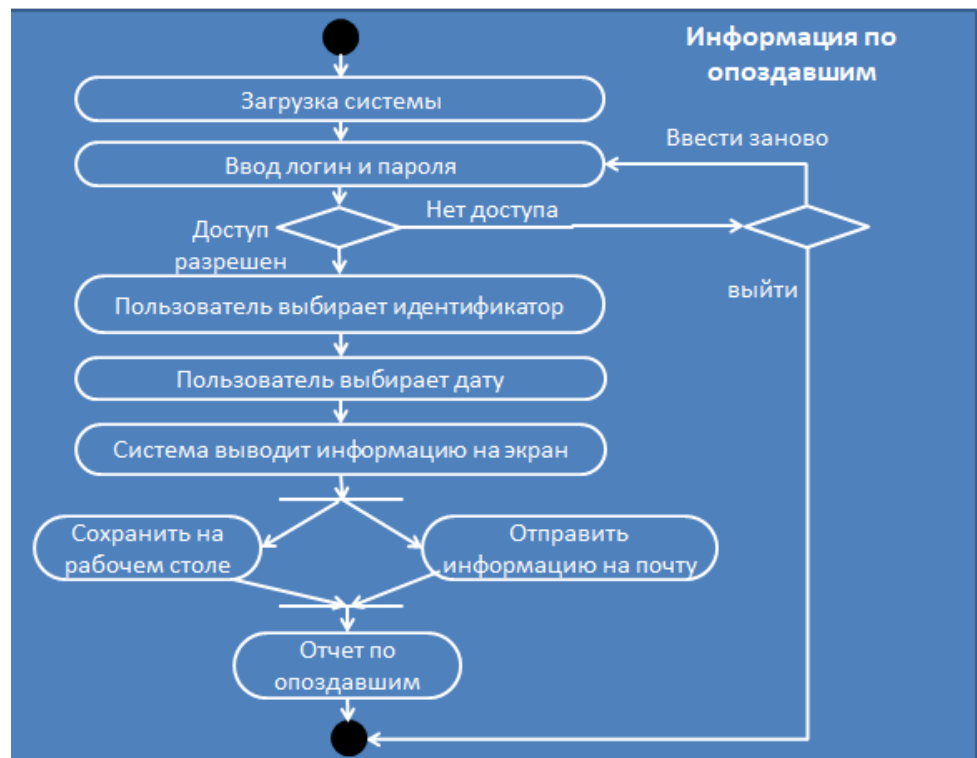 Информация по
опоздавшим
Загрузка системы
Ввести заново
Ввод логин и пароля
Нет доступа
Доступ
разрешен
выйти
Пользователь выбирает идентификатор
Пользователь выбирает дату
Система выводит информацию на экран
Сохранить на
рабочем столе
Отправить
информацию на почту
Отчет по
опоздавшим